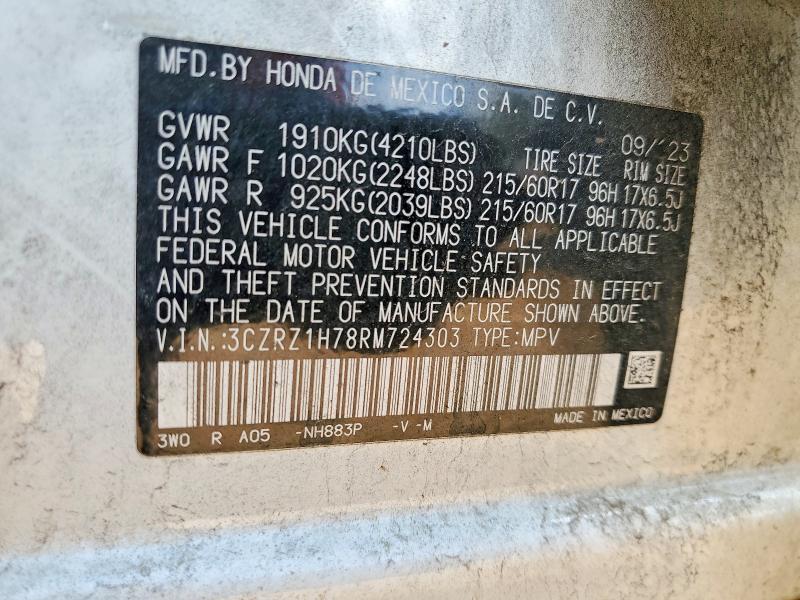 MFD.BY HONDA DE MEXICO S.A. DE C.V.
09/'23
GVWR 1910KG(4210LBS) TIRE SIZE RIM SIZE
GAWR F 1020KG(2248LBS) 215/60R17 96H 17X6.5J
GAWR R 925KG(2039LBS) 215/60R17 96H 17X6.5J
THIS VEHICLE CONFORMS TO ALL APPLICABLE
FEDERAL MOTOR VEHICLE SAFETY
AND THEFT PREVENTION STANDARDS IN EFFECT
ON THE DATE OF MANUFACTURE SHOWN ABOVE.
V.I.N.:3CZRZ1H78RM724303 TYPE:MPV
3W0 R A05 -NH883P -V -M MADE IN MEXICO